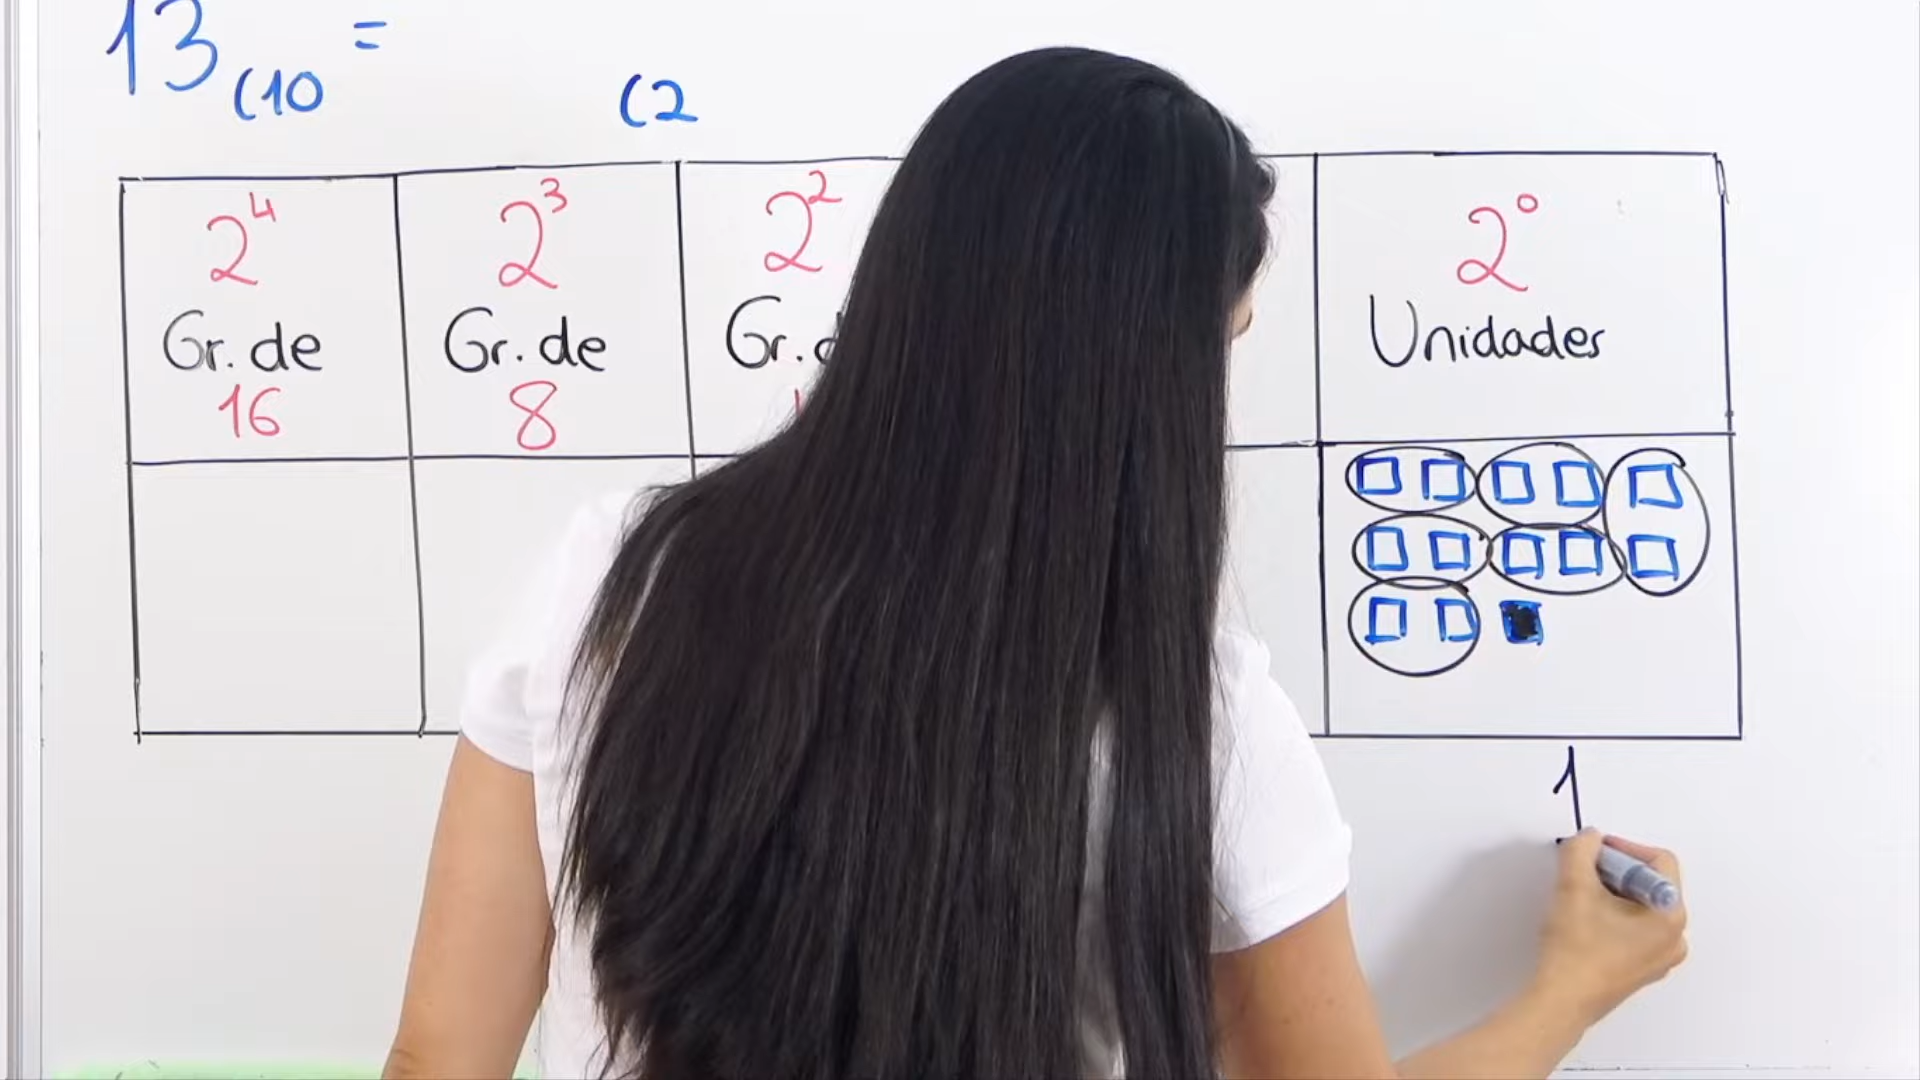 13(10 =
(2
2⁴ 2³ 2² 2⁰
Gr. de Gr. de Gr. Unidades
16 8
1